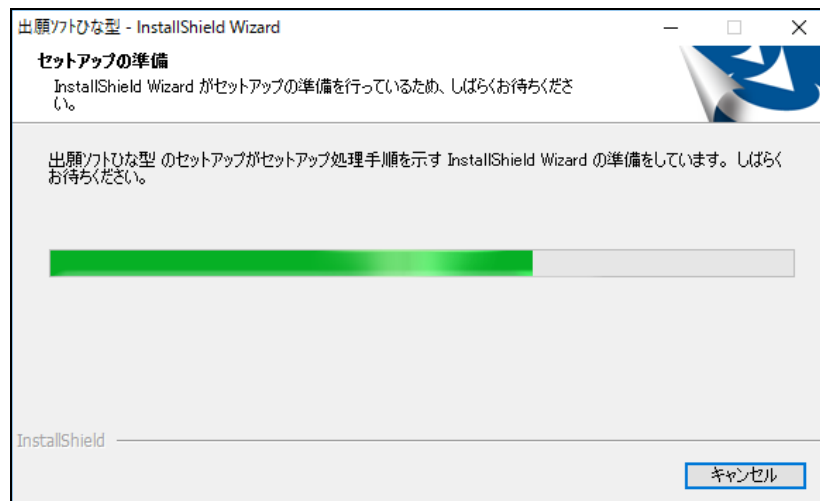 出願ｿﾌﾄひな型 - InstallShield Wizard
セットアップの準備
InstallShield Wizard がセットアップの準備を行っているため、しばらくお待ちくださ
い。
出願ソフトひな型 のセットアップがセットアップ処理手順を示す InstallShield Wizard の準備をしています。しばらく
お待ちください。
InstallShield
キャンセル